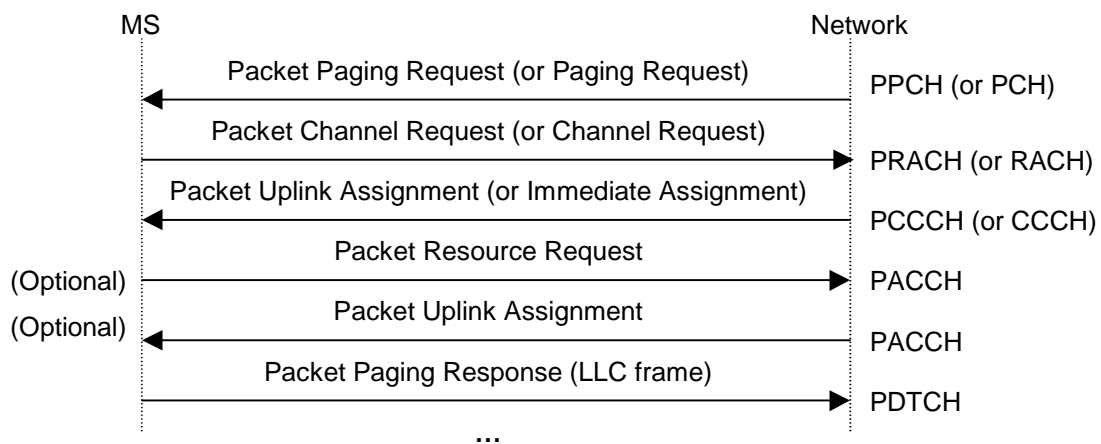 MS Network
Packet Paging Request (or Paging Request)
PPCH (or PCH)
Packet Channel Request (or Channel Request)
PRACH (or RACH)
Packet Uplink Assignment (or Immediate Assignment)
PCCCH (or CCCH)
Packet Resource Request
(Optional)
PACCH
Packet Uplink Assignment
(Optional)
PACCH
Packet Paging Response (LLC frame)
PDTCH
...